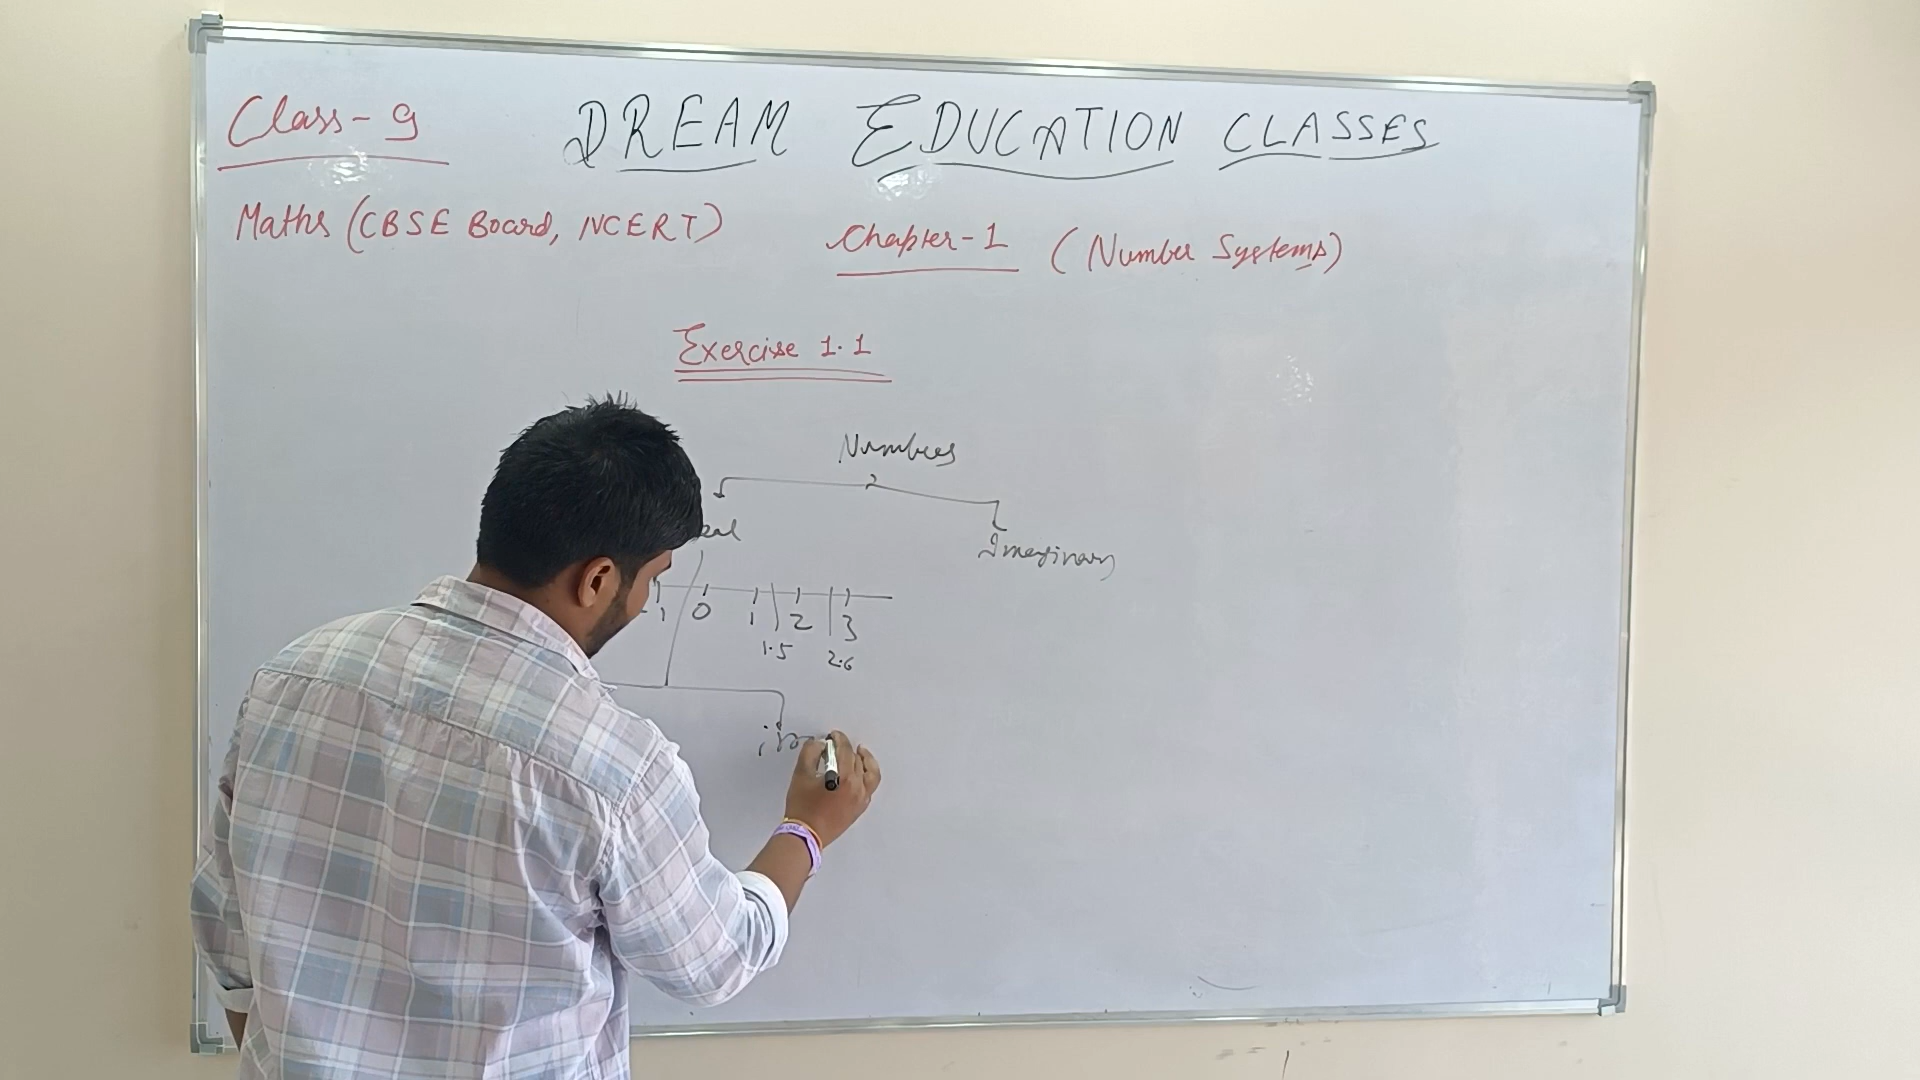 Class-9 DREAM EDUCATION CLASSES
Maths (CBSE Board, NCERT) Chapter-1 (Number Systems)
Exercise 1.1
Numbers
Imaginary
-1 0 1 2 3
1.5 2.6